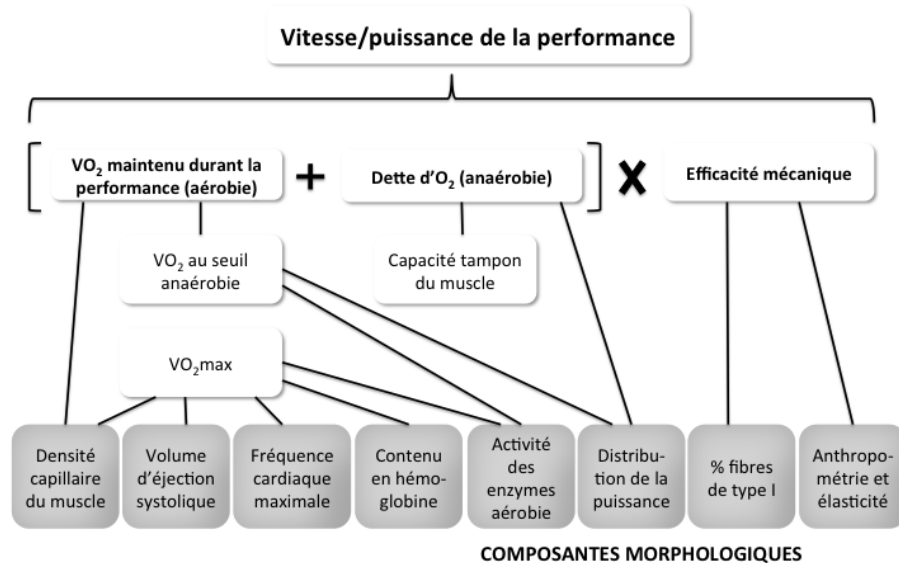 Vitesse/puissance de la performance
VO₂ maintenu durant la
performance (aérobie)
+
Dette d'O₂ (anaérobie)
X
Efficacité mécanique
VO₂ au seuil
anaérobie
Capacité tampon
du muscle
VO₂max
Densité
capillaire
du muscle
Volume
d'éjection
systolique
Fréquence
cardiaque
maximale
Contenu
en hémo-
globine
Activité
des
enzymes
aérobie
Distribu-
tion de la
puissance
% fibres
de type I
Anthropo-
métrie et
élasticité
COMPOSANTES MORPHOLOGIQUES